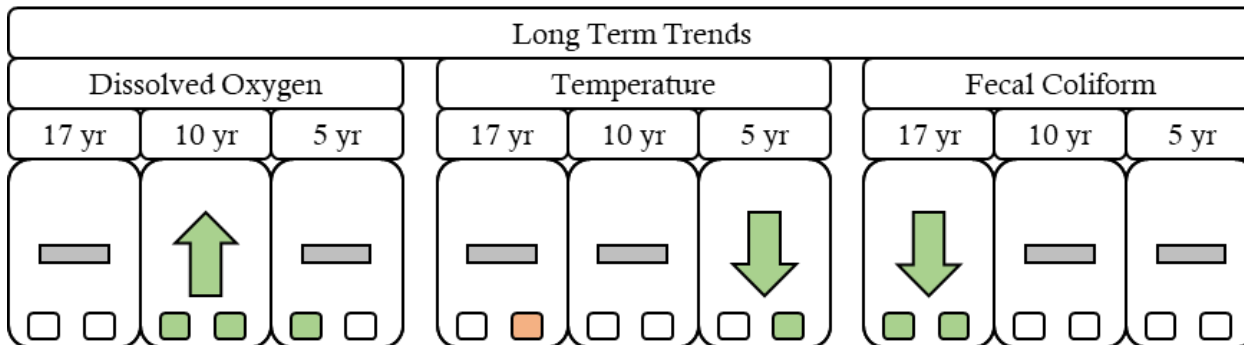 Long Term Trends
Dissolved Oxygen Temperature Fecal Coliform
17 yr 10 yr 5 yr 17 yr 10 yr 5 yr 17 yr 10 yr 5 yr